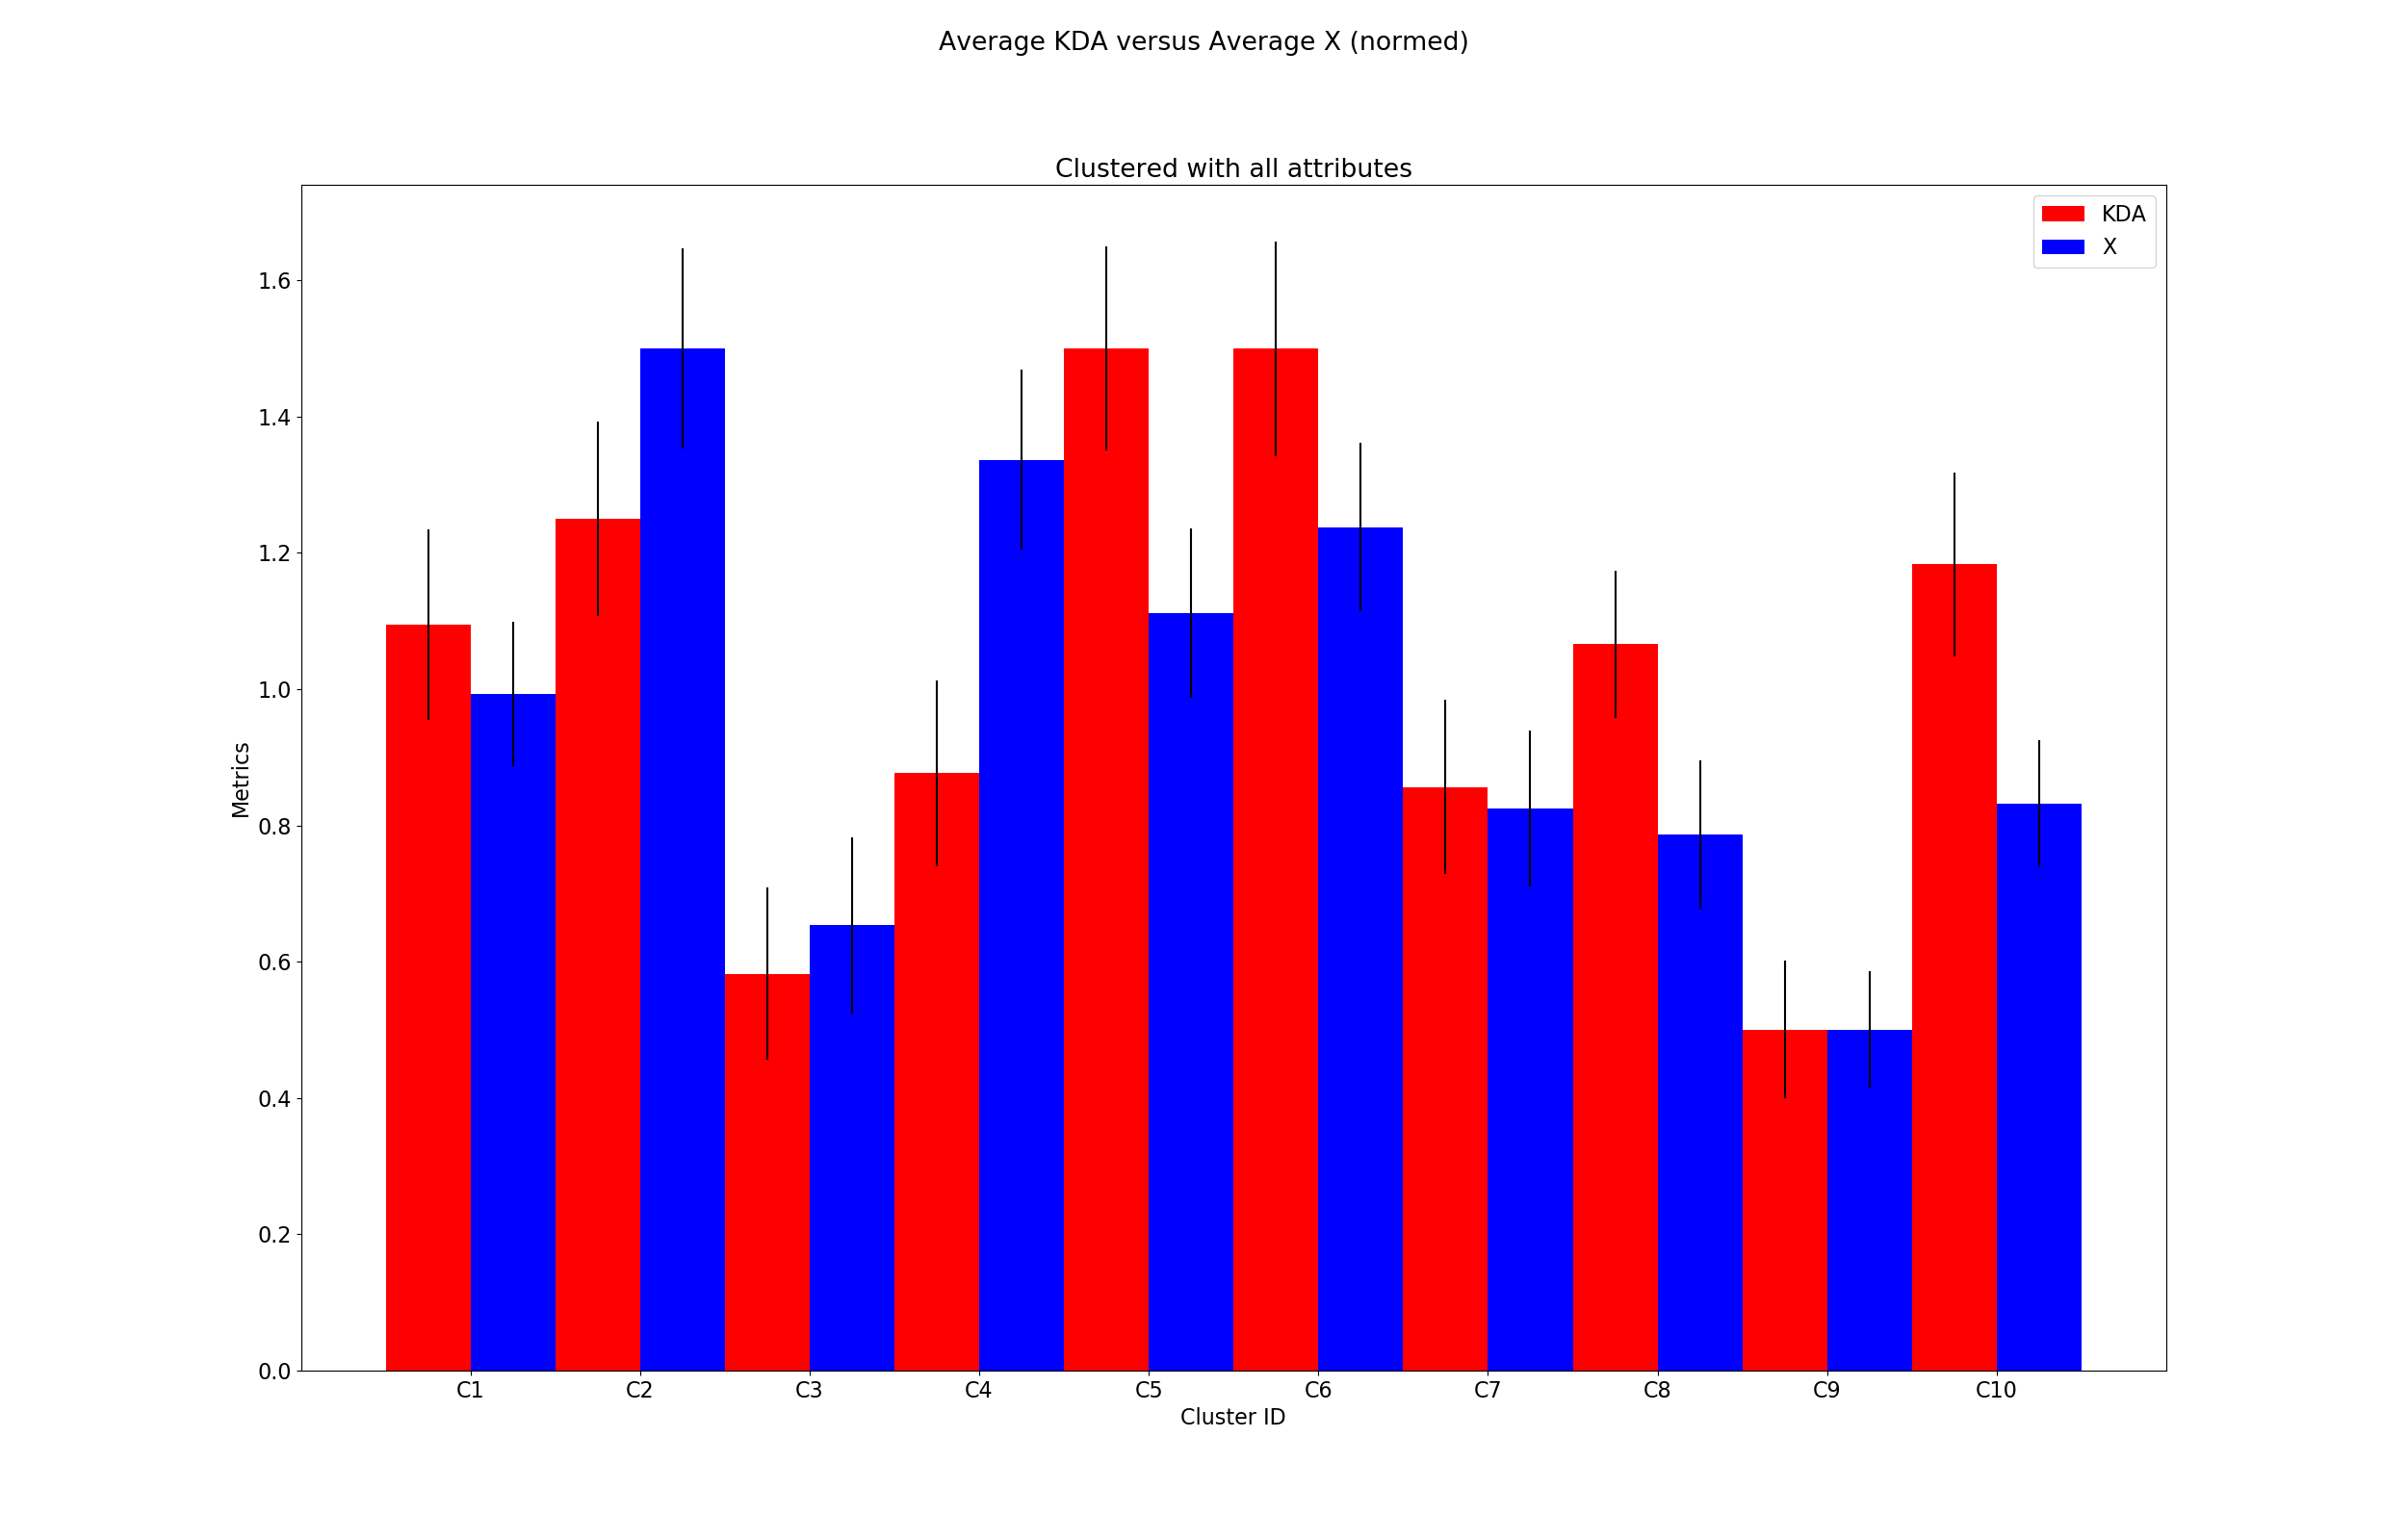 Average KDA versus Average X (normed)
Clustered with all attributes
KDA
X
1.6
1.4
1.2
1.0
0.8
0.6
0.4
0.2
0.0
Metrics
C1 C2 C3 C4 C5 C6 C7 C8 C9 C10
Cluster ID